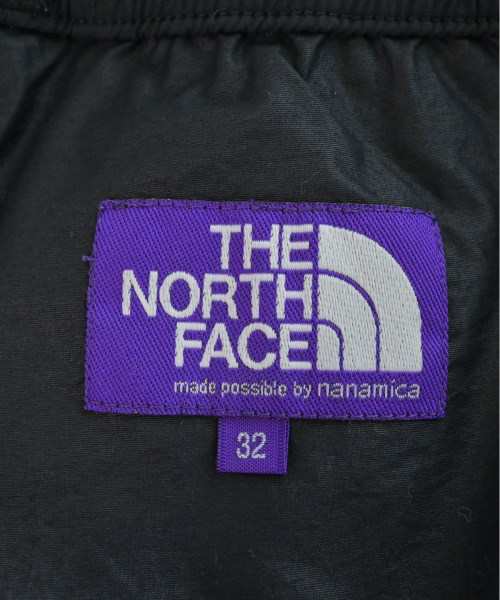 THE
NORTH
FACE
made possible by nanamica
32